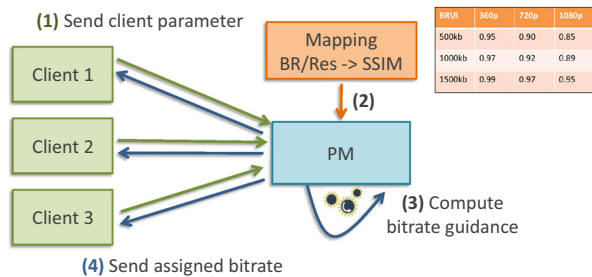 (1) Send client parameter
Client 1
Client 2
Client 3
Mapping
BR/Res -> SSIM
(2)
PM
(3) Compute
bitrate guidance
(4) Send assigned bitrate
BR\R 360p 720p 1080p
500kb 0.95 0.90 0.85
1000kb 0.97 0.92 0.89
1500kb 0.99 0.97 0.95